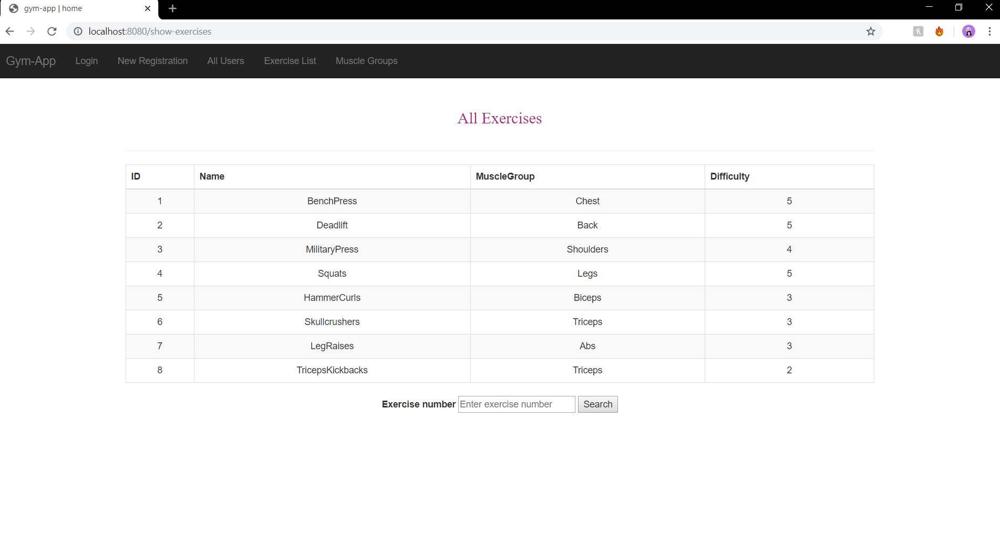 gym-app | home
localhost:8080/show-exercises
Gym-App Login New Registration All Users Exercise List Muscle Groups
All Exercises
ID Name MuscleGroup Difficulty
1 BenchPress Chest 5
2 Deadlift Back 5
3 MilitaryPress Shoulders 4
4 Squats Legs 5
5 HammerCurls Biceps 3
6 Skullcrushers Triceps 3
7 LegRaises Abs 3
8 TricepsKickbacks Triceps 2
Exercise number Enter exercise number Search